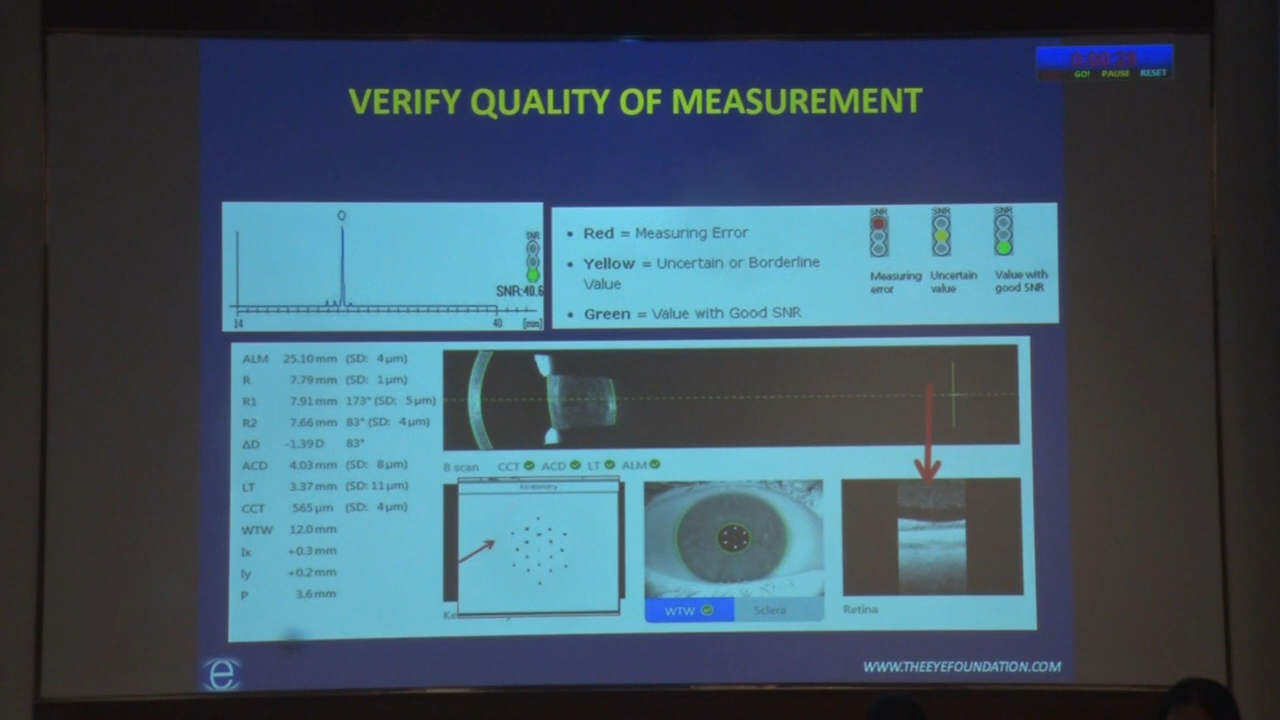 GO! PAUSE RESET
VERIFY QUALITY OF MEASUREMENT
SNR
SNR:40.6
14 40 [mm]
• Red = Measuring Error
• Yellow = Uncertain or Borderline
Value
• Green = Value with Good SNR
SNR SNR SNR
Measuring
error
Uncertain
value
Value with
good SNR
ALM 25.10 mm (SD: 4 µm)
R 7.79 mm (SD: 1 µm)
R1 7.91 mm 173° (SD: 5 µm)
R2 7.66 mm 83° (SD: 4 µm)
ΔD -1.39 D 83°
ACD 4.03 mm (SD: 8 µm)
LT 3.37 mm (SD: 11 µm)
CCT 565 µm (SD: 4 µm)
WTW 12.0 mm
Ix +0.3 mm
Iy +0.2 mm
P 3.6 mm
B scan CCT ACD LT ALM
Keratometry
WTW Sclera
Retina
e
WWW.THEEYEFOUNDATION.COM